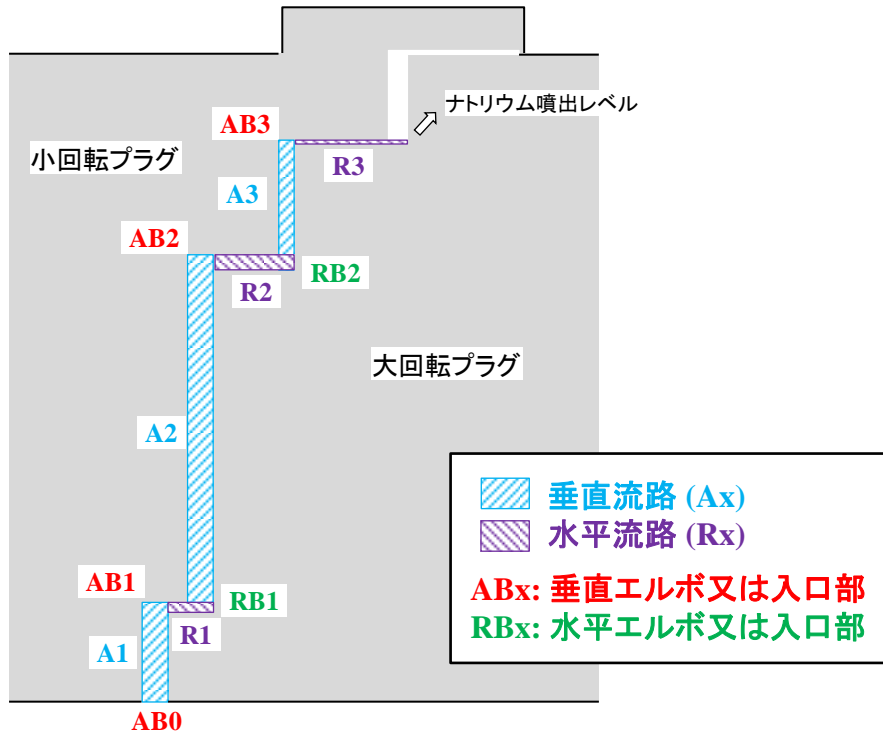 ナトリウム噴出レベル
AB3
小回転プラグ
R3
A3
AB2
RB2
R2
大回転プラグ
A2
垂直流路 (Ax)
水平流路 (Rx)
AB1
ABx: 垂直エルボ又は入口部
RB1
RBx: 水平エルボ又は入口部
R1
A1
AB0